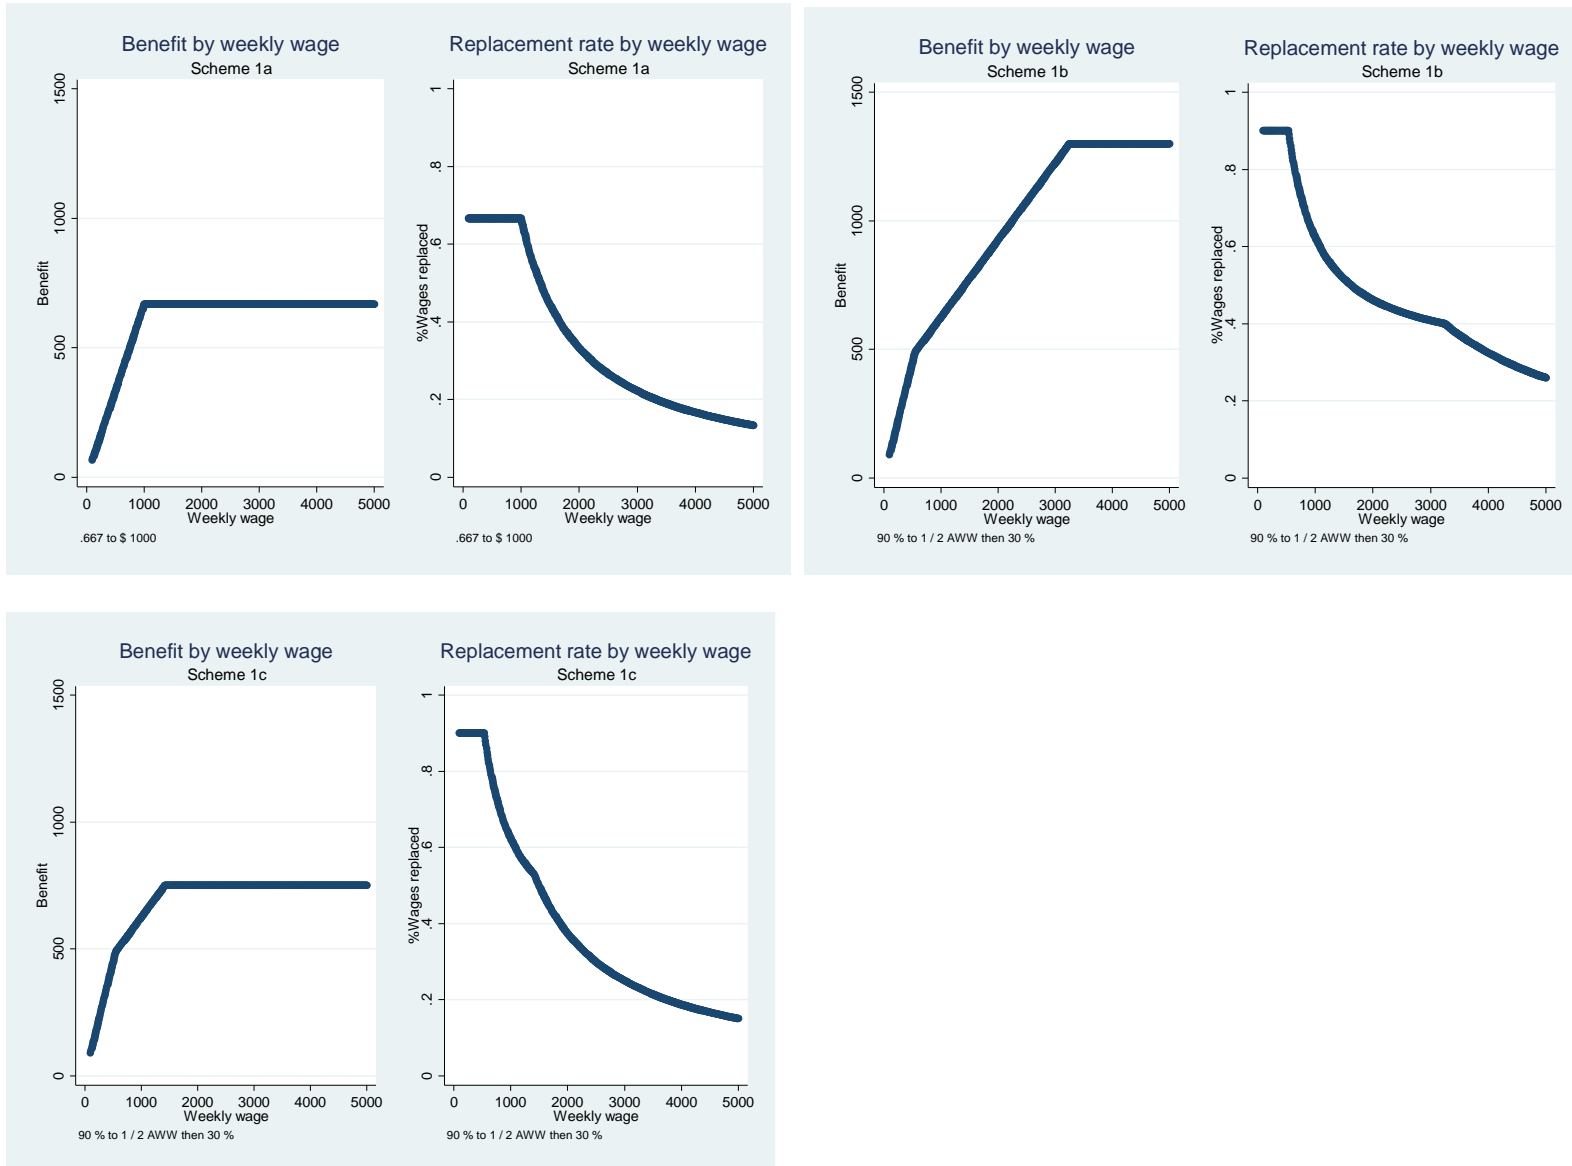 Benefit by weekly wage
Scheme 1a
1500
1000
500
0
Benefit
0 1000 2000 3000 4000 5000
Weekly wage
.667 to $ 1000
Replacement rate by weekly wage
Scheme 1a
1
.8
.6
.4
.2
0
%Wages replaced
0 1000 2000 3000 4000 5000
Weekly wage
.667 to $ 1000
Benefit by weekly wage
Scheme 1b
1500
1000
500
0
Benefit
0 1000 2000 3000 4000 5000
Weekly wage
90 % to 1 / 2 AWW then 30 %
Replacement rate by weekly wage
Scheme 1b
1
.8
.6
.4
.2
0
%Wages replaced
0 1000 2000 3000 4000 5000
Weekly wage
90 % to 1 / 2 AWW then 30 %
Benefit by weekly wage
Scheme 1c
1500
1000
500
0
Benefit
0 1000 2000 3000 4000 5000
Weekly wage
90 % to 1 / 2 AWW then 30 %
Replacement rate by weekly wage
Scheme 1c
1
.8
.6
.4
.2
0
%Wages replaced
0 1000 2000 3000 4000 5000
Weekly wage
90 % to 1 / 2 AWW then 30 %